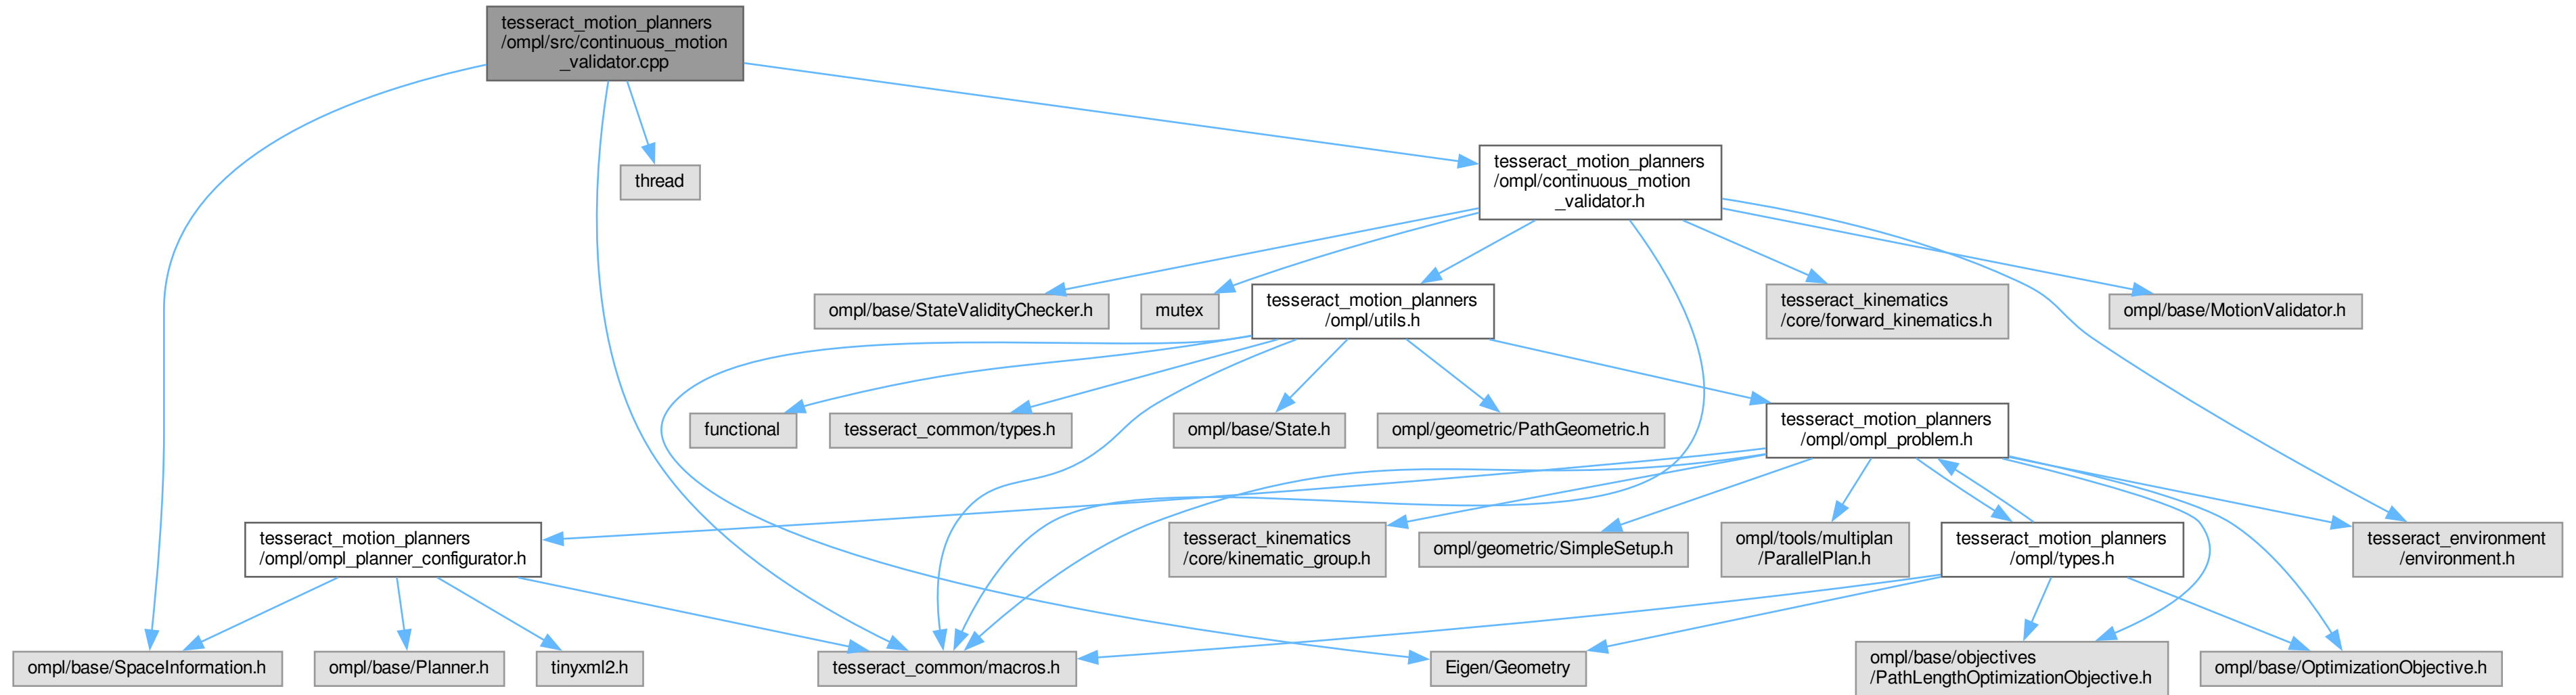 tesseract_motion_planners
/ompl/src/continuous_motion
_validator.cpp
thread
tesseract_motion_planners
/ompl/continuous_motion
_validator.h
ompl/base/StateValidityChecker.h
mutex
tesseract_motion_planners
/ompl/utils.h
tesseract_kinematics
/core/forward_kinematics.h
ompl/base/MotionValidator.h
functional
tesseract_common/types.h
ompl/base/State.h
ompl/geometric/PathGeometric.h
tesseract_motion_planners
/ompl/ompl_problem.h
tesseract_motion_planners
/ompl/ompl_planner_configurator.h
tesseract_kinematics
/core/kinematic_group.h
ompl/geometric/SimpleSetup.h
ompl/tools/multiplan
/ParallelPlan.h
tesseract_motion_planners
/ompl/types.h
tesseract_environment
/environment.h
ompl/base/SpaceInformation.h
ompl/base/Planner.h
tinyxml2.h
tesseract_common/macros.h
Eigen/Geometry
ompl/base/objectives
/PathLengthOptimizationObjective.h
ompl/base/OptimizationObjective.h